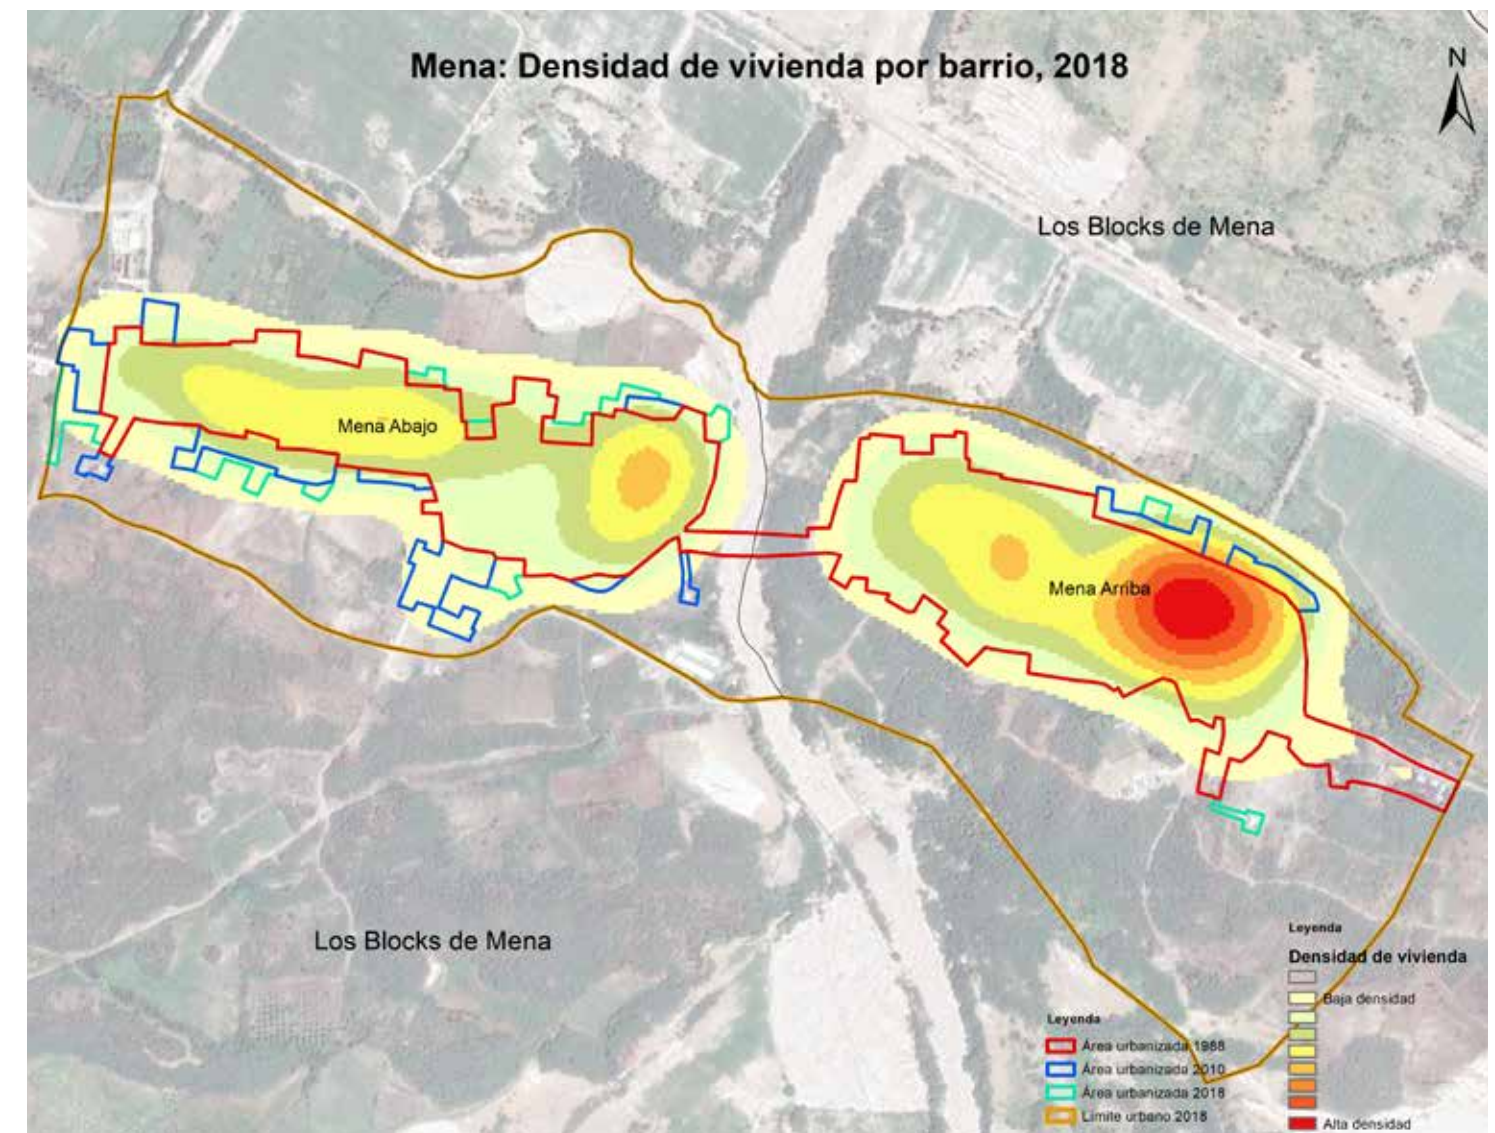 Mena: Densidad de vivienda por barrio, 2018
N
Los Blocks de Mena
Mena Abajo
Mena Arriba
Los Blocks de Mena
Leyenda
Densidad de vivienda
Baja densidad
Alta densidad
Leyenda
Área urbanizada 1988
Área urbanizada 2010
Área urbanizada 2018
Límite urbano 2018